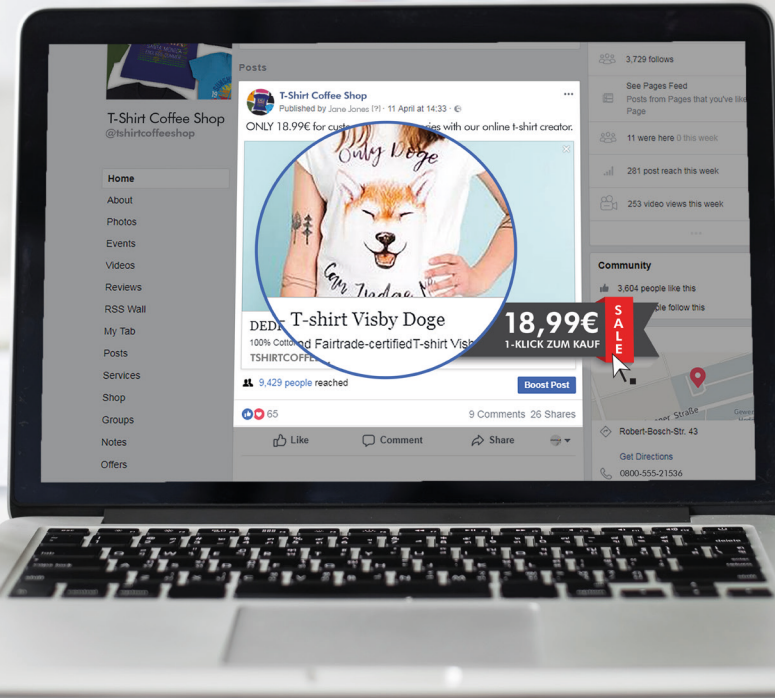 Posts
T-Shirt Coffee Shop
Published by Jane Jones [?] · 11 April at 14:33 ·
ONLY 18.99€ for with our online t-shirt creator.
Only Doge
Can Judge
DED
T-shirt Visby Doge
100% Cotton
nd Fairtrade-certifiedT-shirt
TSHIRTCOFFE
18,99€
1-KLICK ZUM KAUF
SALE
9,429 people reached
Boost Post
65
9 Comments 26 Shares
Like
Comment
Share
T-Shirt Coffee Shop
@tshirtcoffeeshop
Home
About
Photos
Events
Videos
Reviews
RSS Wall
My Tab
Posts
Services
Shop
Groups
Notes
Offers
3,729 follows
See Pages Feed
Posts from Pages that you've like
Page
11 were here 0 this week
281 post reach this week
253 video views this week
Community
3,604 people like this
ple follow this
Robert-Bosch-Str. 43
Get Directions
0800-555-21536